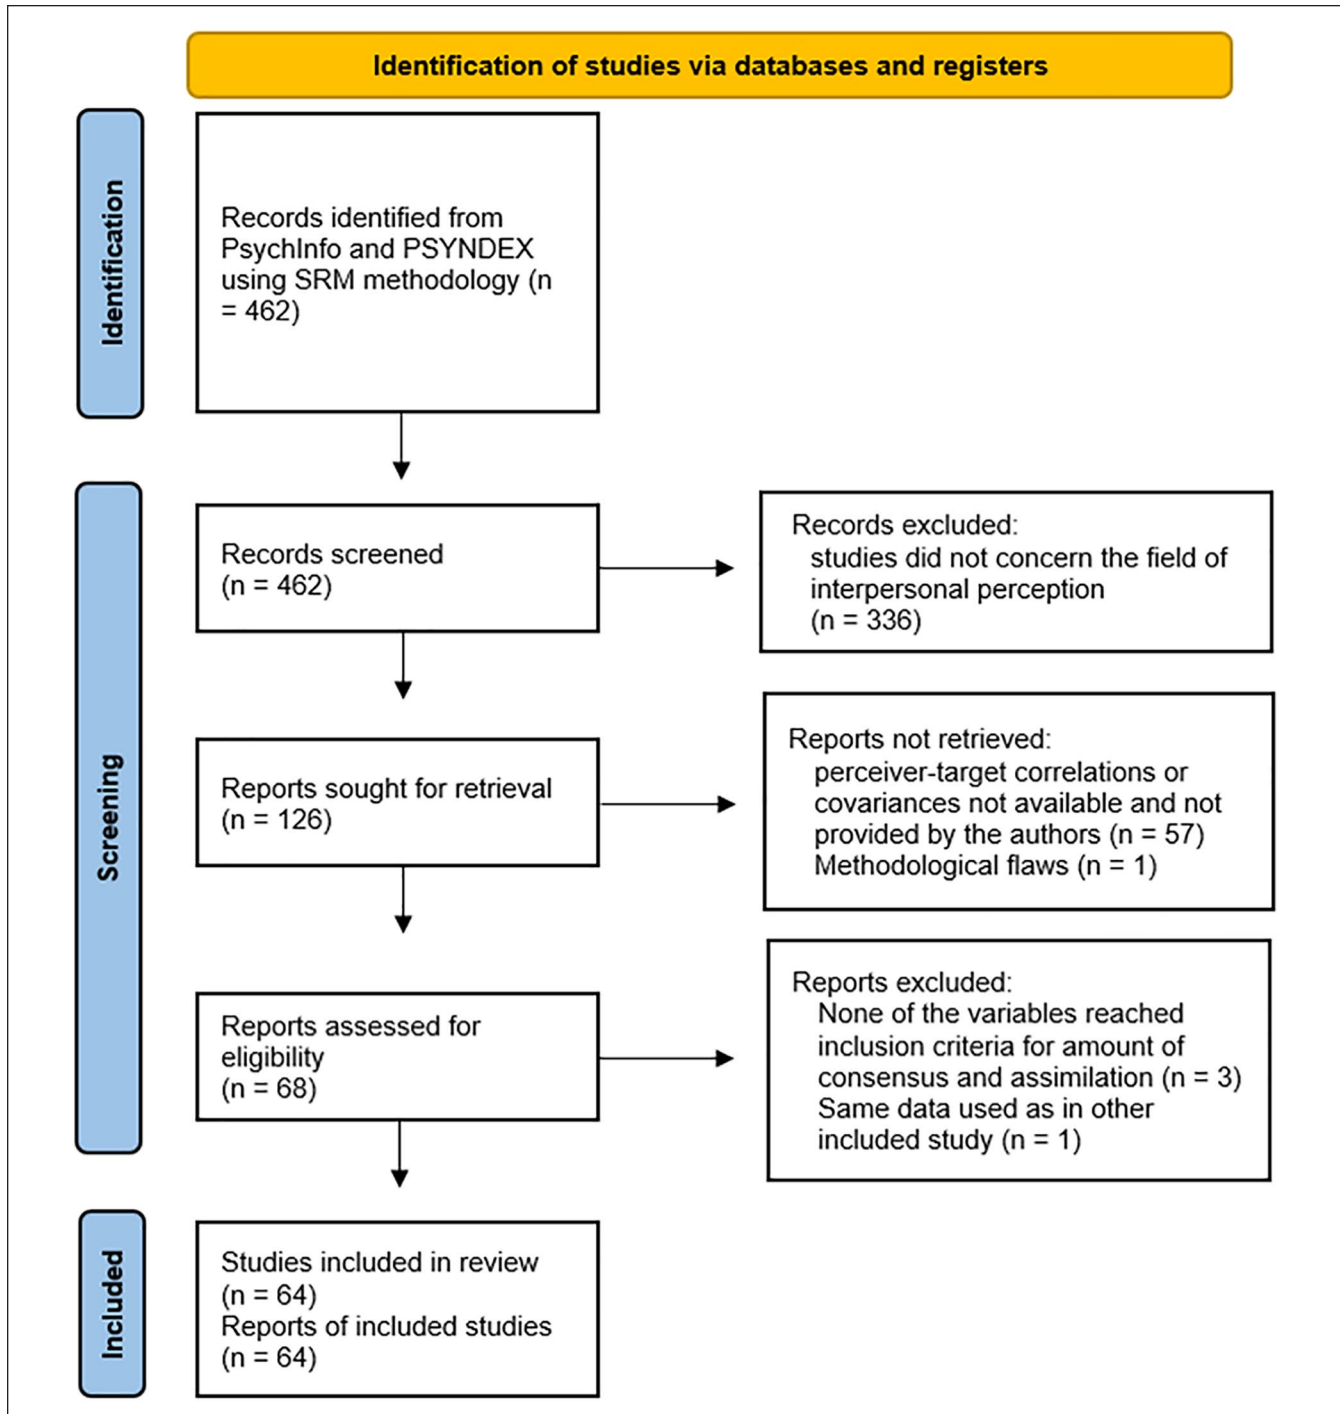 Identification of studies via databases and registers
Identification
Records identified from
PsychInfo and PSYNDEX
using SRM methodology (n
= 462)
Screening
Records screened
(n = 462)
Records excluded:
studies did not concern the field of
interpersonal perception
(n = 336)
Reports sought for retrieval
(n = 126)
Reports not retrieved:
perceiver-target correlations or
covariances not available and not
provided by the authors (n = 57)
Methodological flaws (n = 1)
Reports assessed for
eligibility
(n = 68)
Reports excluded:
None of the variables reached
inclusion criteria for amount of
consensus and assimilation (n = 3)
Same data used as in other
included study (n = 1)
Included
Studies included in review
(n = 64)
Reports of included studies
(n = 64)